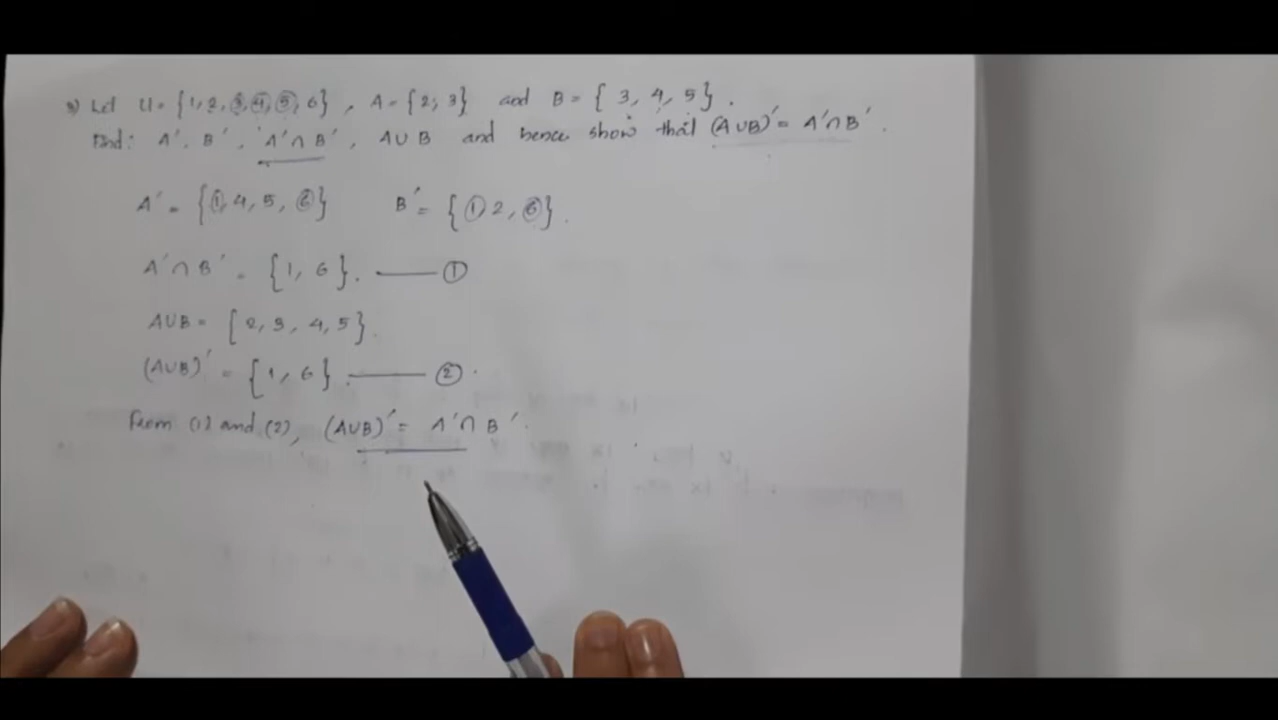 3) Let U = {1, 2, 3, 4, 5, 6}, A = {2, 3} and B = {3, 4, 5}.
Find: A', B', A'∩B', A∪B and hence show that (A∪B)' = A'∩B'.
A' = {1, 4, 5, 6} B' = {1, 2, 6}.
A'∩B' = {1, 6}. —— ①
A∪B = {2, 3, 4, 5}.
(A∪B)' = {1, 6}. —— ②.
From (1) and (2), (A∪B)' = A'∩B'.